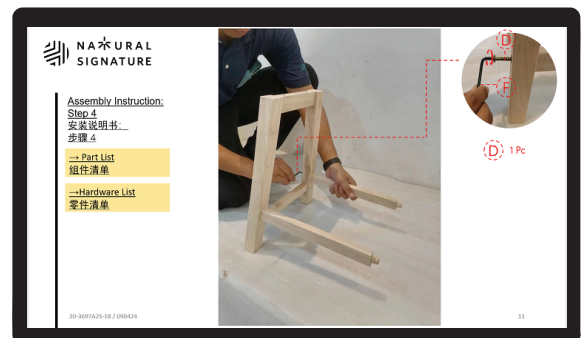 NATURAL
SIGNATURE
Assembly Instruction:
Step 4
安装说明书：
步骤 4
→ Part List
组件清单
→Hardware List
零件清单
D
F
D 1 Pc
20-3697A25-18 / 090424
11